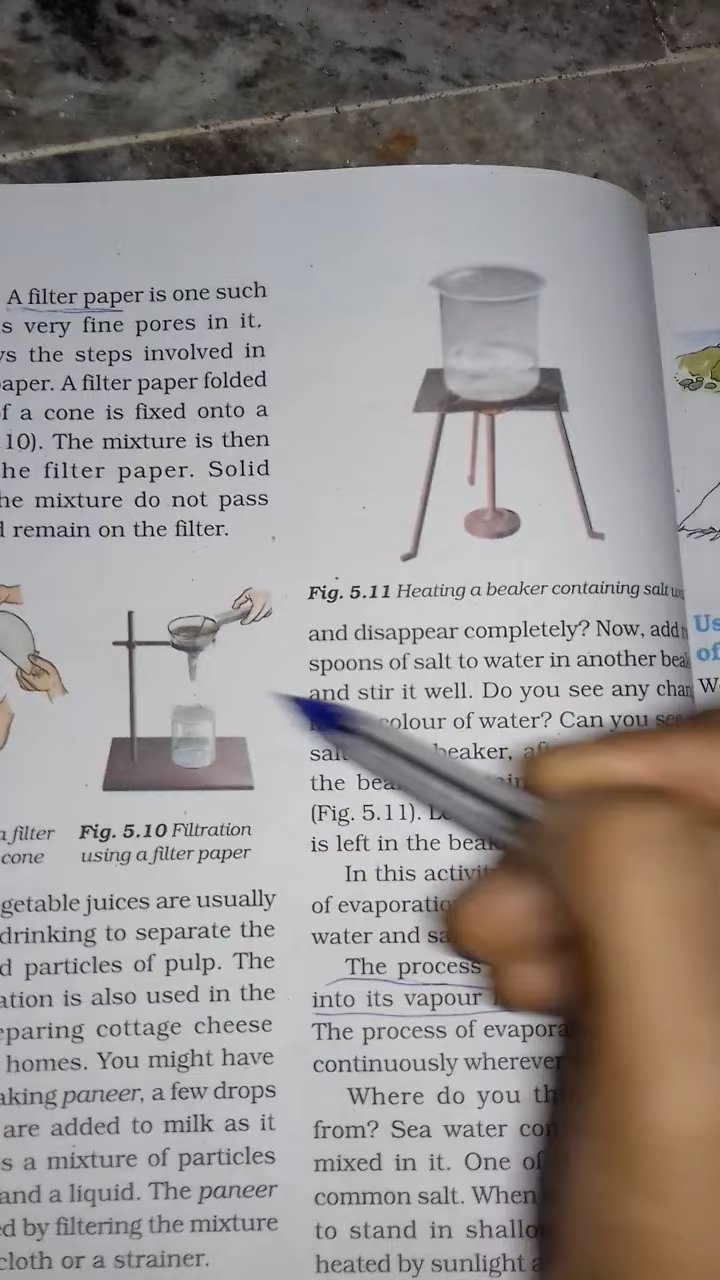 A filter paper is one such
s very fine pores in it.
s the steps involved in
aper. A filter paper folded
f a cone is fixed onto a
10). The mixture is then
he filter paper. Solid
he mixture do not pass
d remain on the filter.
a filter
cone
Fig. 5.10 Filtration
using a filter paper
getable juices are usually
drinking to separate the
d particles of pulp. The
ation is also used in the
eparing cottage cheese
homes. You might have
aking paneer, a few drops
are added to milk as it
s a mixture of particles
and a liquid. The paneer
ed by filtering the mixture
cloth or a strainer.
Fig. 5.11 Heating a beaker containing salt
and disappear completely? Now, add
spoons of salt to water in another bea
and stir it well. Do you see any chan
colour of water? Can you see
salt beaker,
the bea
(Fig. 5.11).
is left in the beak
In this activit
of evaporatio
water and sa
The process
into its vapour
The process of evapora
continuously wherever
Where do you th
from? Sea water con
mixed in it. One of
common salt. When
to stand in shallo
heated by sunlight
Us
of
W